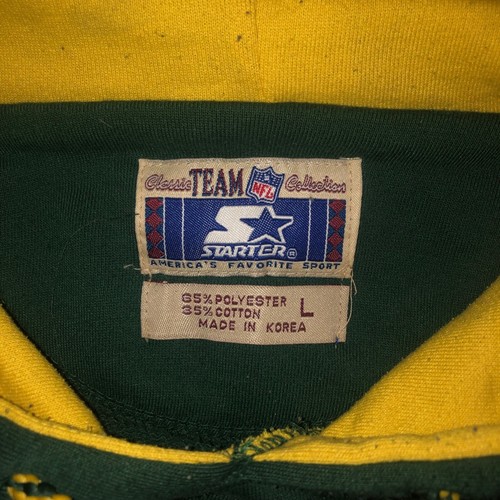 Classic TEAM NFL Collection
S
STARTER®
AMERICA'S FAVORITE SPORT
65% POLYESTER
35% COTTON
L
MADE IN KOREA